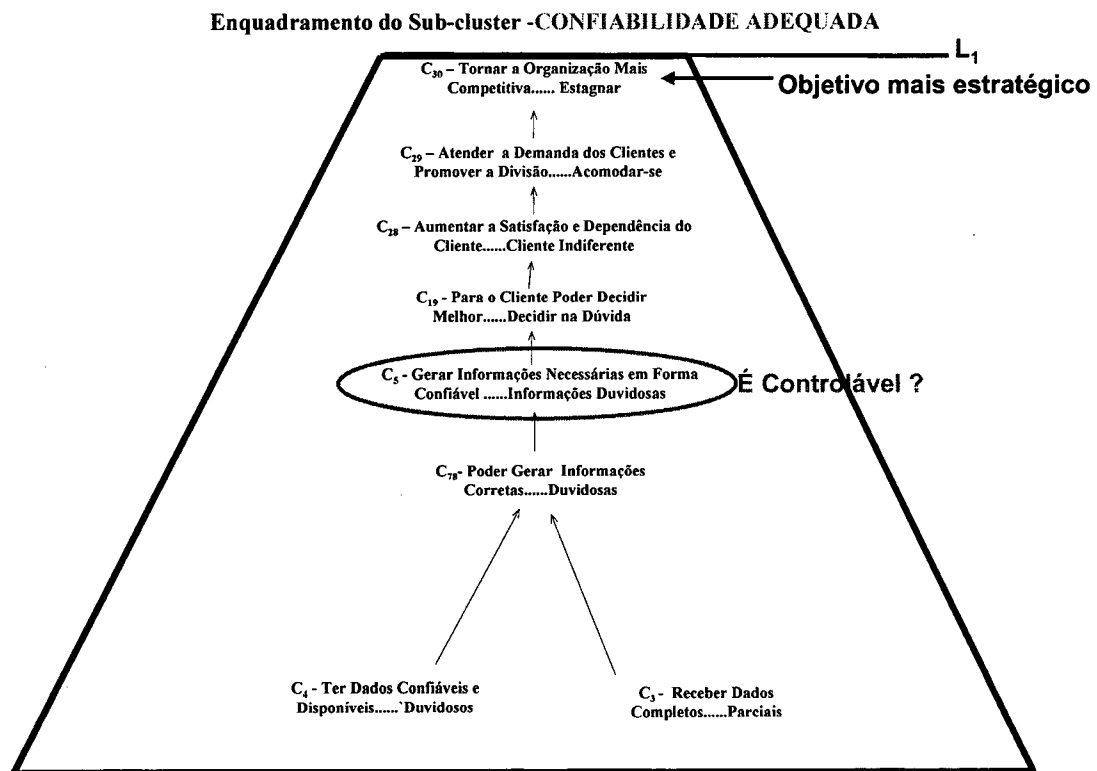 Enquadramento do Sub-cluster -CONFIABILIDADE ADEQUADA
L₁
C₃₀ – Tornar a Organização Mais
Competitiva...... Estagnar
Objetivo mais estratégico
C₂₉ – Atender a Demanda dos Clientes e
Promover a Divisão......Acomodar-se
C₂₈ – Aumentar a Satisfação e Dependência do
Cliente......Cliente Indiferente
C₁₉ - Para o Cliente Poder Decidir
Melhor......Decidir na Dúvida
C₅ - Gerar Informações Necessárias em Forma
Confiável ......Informações Duvidosas
É Controlável ?
C₇₈- Poder Gerar Informações
Corretas......Duvidosas
C₄ - Ter Dados Confiáveis e
Disponíveis......`Duvidosos
C₃ - Receber Dados
Completos......Parciais